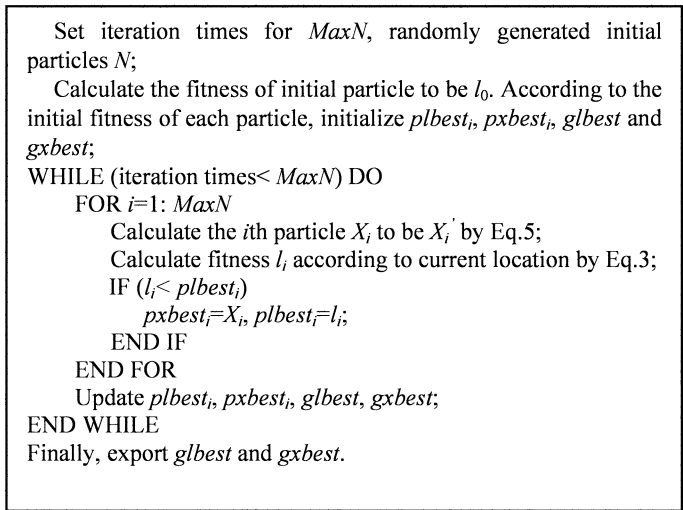 Set iteration times for MaxN, randomly generated initial
particles N;
Calculate the fitness of initial particle to be l₀. According to the
initial fitness of each particle, initialize plbestᵢ, pxbestᵢ, glbest and
gxbest;
WHILE (iteration times< MaxN) DO
FOR i=1: MaxN
Calculate the ith particle Xᵢ to be Xᵢ' by Eq.5;
Calculate fitness lᵢ according to current location by Eq.3;
IF (lᵢ< plbestᵢ)
pxbestᵢ=Xᵢ, plbestᵢ=lᵢ;
END IF
END FOR
Update plbestᵢ, pxbestᵢ, glbest, gxbest;
END WHILE
Finally, export glbest and gxbest.